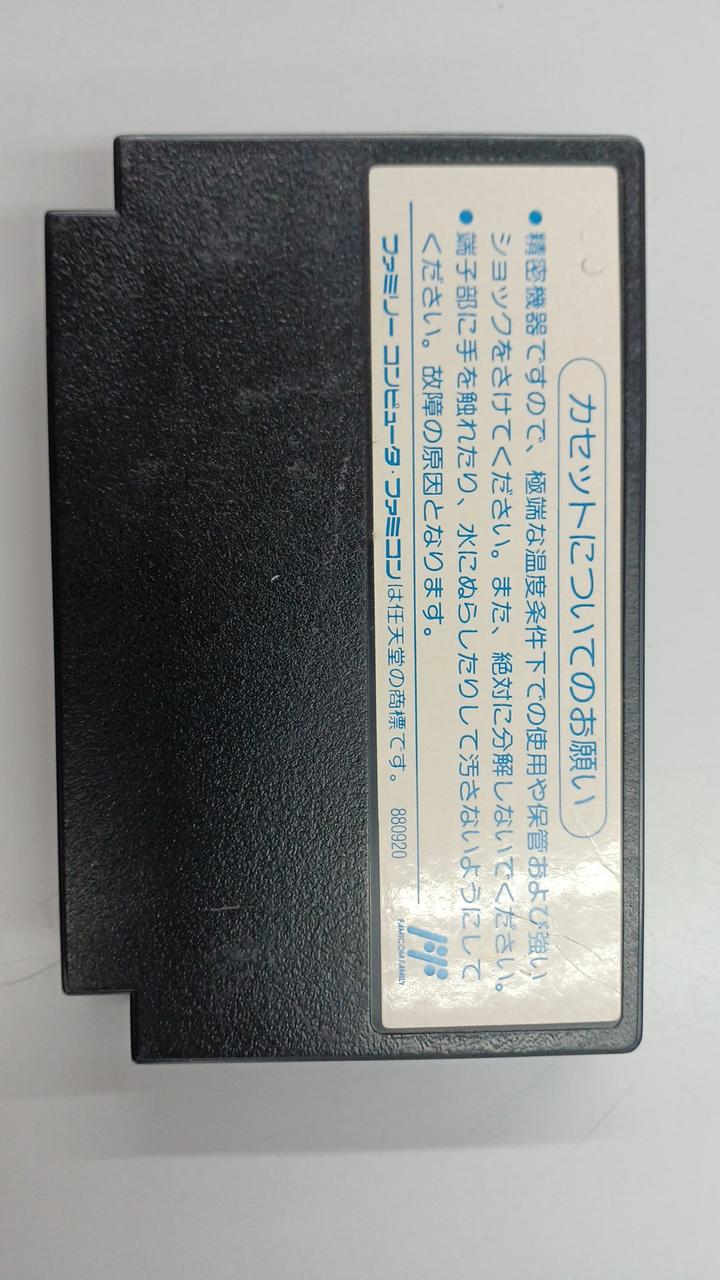 カセットについてのお願い
●精密機器ですので、極端な温度条件下での使用や保管および強い
ショックをさけてください。また、絶対に分解しないでください。
●端子部に手を触れたり、水にぬらしたりして汚さないようにして
ください。故障の原因となります。
ファミリー コンピュータ・ファミコンは任天堂の商標です。 880920
FAMICOM FAMILY